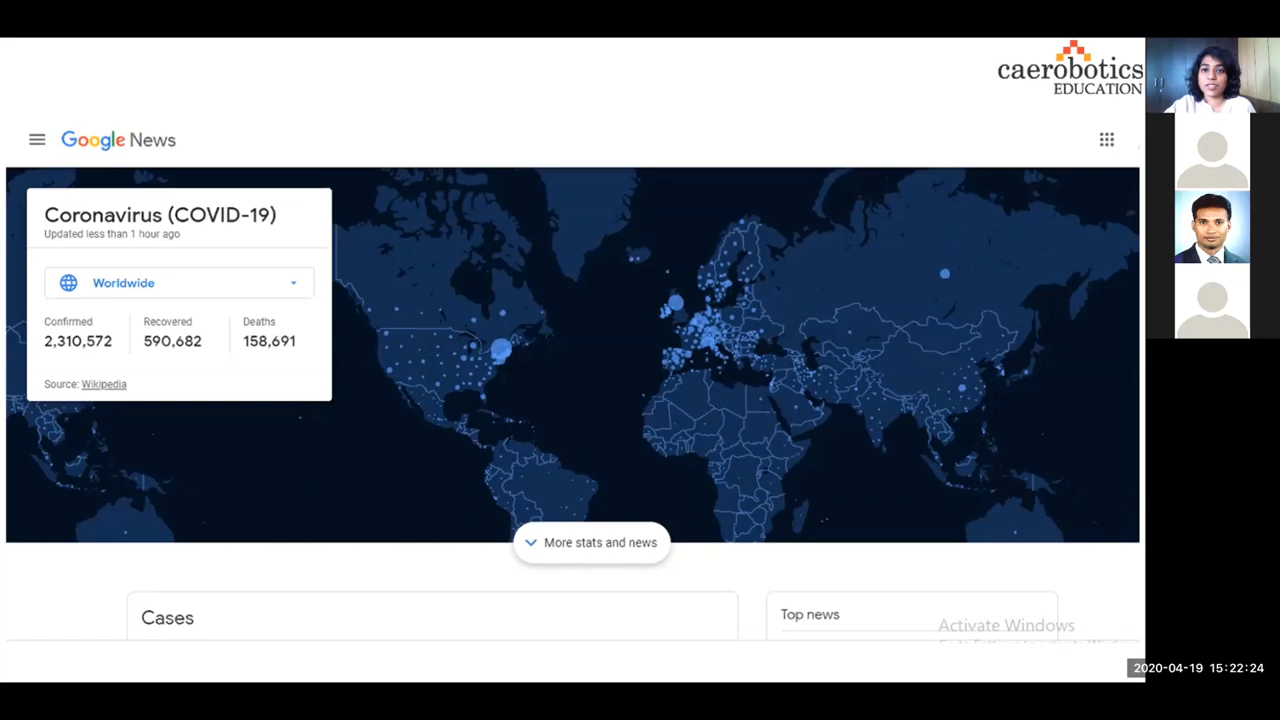 caerobotics
EDUCATION
Google News
Coronavirus (COVID-19)
Updated less than 1 hour ago
Worldwide
Confirmed Recovered Deaths
2,310,572 590,682 158,691
Source: Wikipedia
More stats and news
Cases
Top news
Activate Windows
2020-04-19 15:22:24